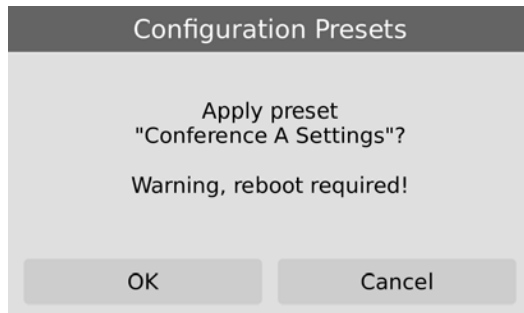 Configuration Presets
Apply preset
"Conference A Settings"?
Warning, reboot required!
OK
Cancel